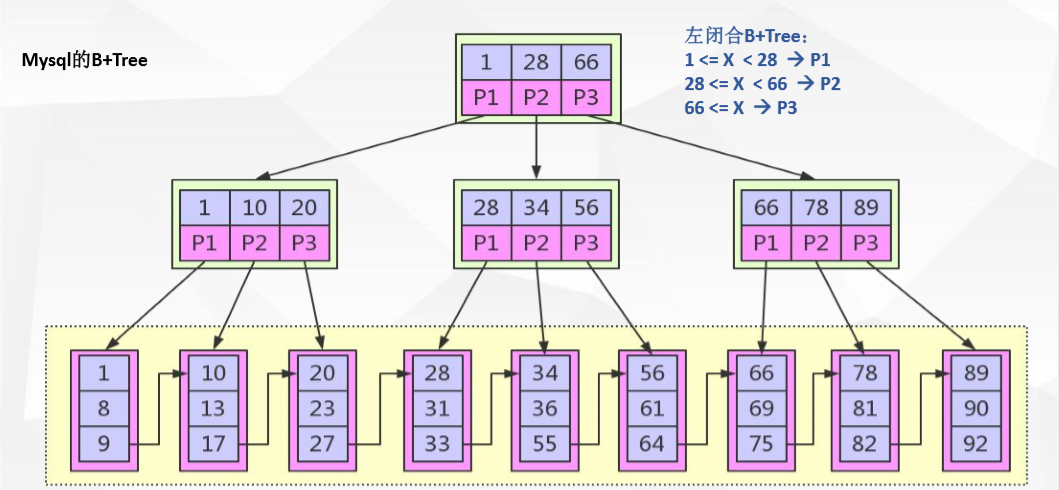 Mysql的B+Tree
左闭合B+Tree：
1 <= X < 28 → P1
28 <= X < 66 → P2
66 <= X → P3
1 28 66
P1 P2 P3
1 10 20
P1 P2 P3
28 34 56
P1 P2 P3
66 78 89
P1 P2 P3
1 10 20 28 34 56 66 78 89
8 13 23 31 36 61 69 81 90
9 17 27 33 55 64 75 82 92